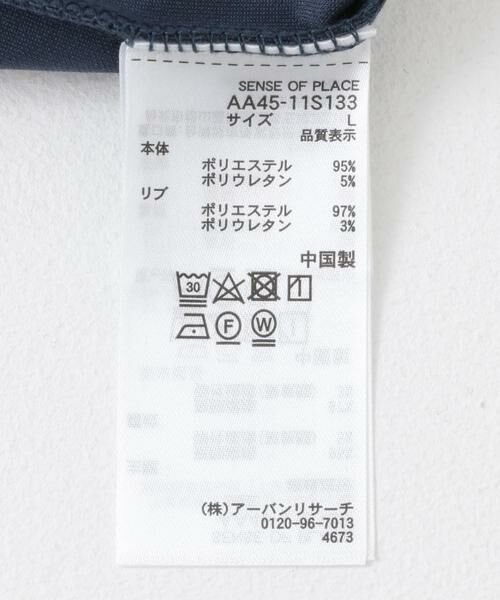 SENSE OF PLACE
AA45-11S133
サイズ L
品質表示
本体
ポリエステル 95%
ポリウレタン 5%
リブ
ポリエステル 97%
ポリウレタン 3%
中国製
30
F W
(株)アーバンリサーチ
0120-96-7013
4673